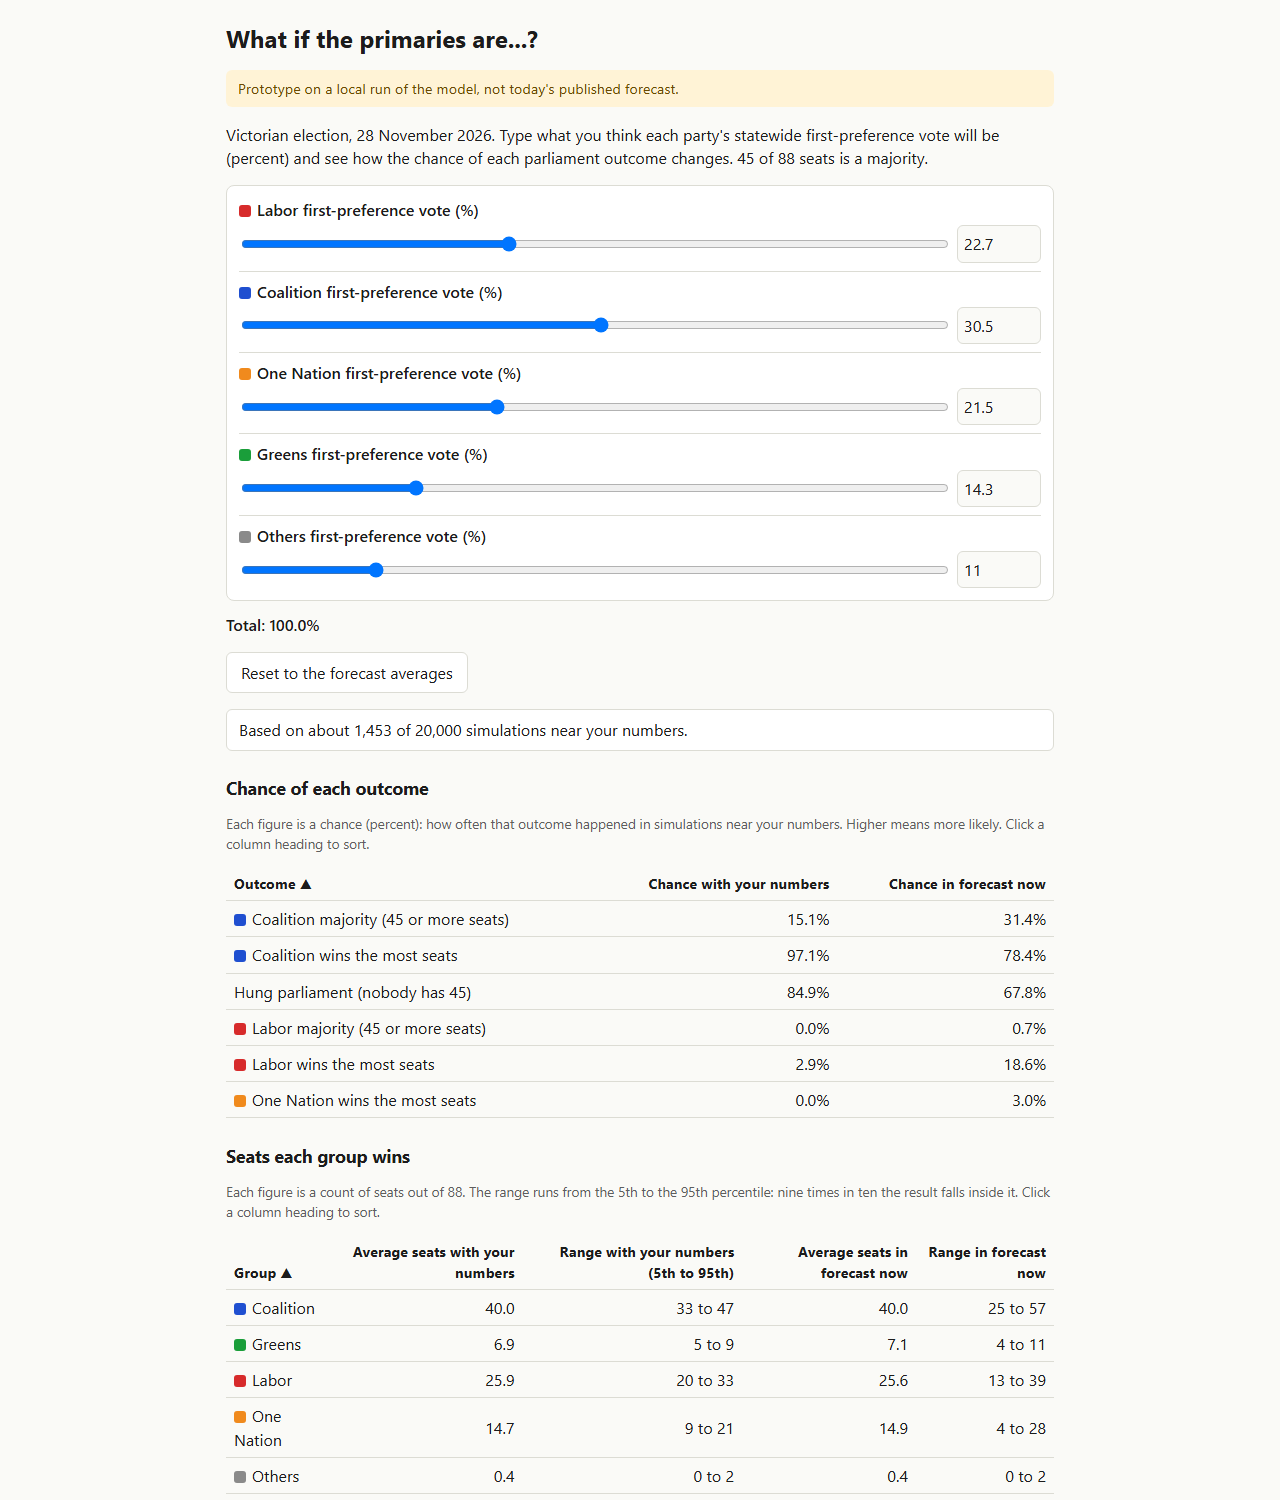 What if the primaries are...?
Prototype on a local run of the model, not today's published forecast.
Victorian election, 28 November 2026. Type what you think each party's statewide first-preference vote will be
(percent) and see how the chance of each parliament outcome changes. 45 of 88 seats is a majority.
Labor first-preference vote (%)
22.7
Coalition first-preference vote (%)
30.5
One Nation first-preference vote (%)
21.5
Greens first-preference vote (%)
14.3
Others first-preference vote (%)
11
Total: 100.0%
Reset to the forecast averages
Based on about 1,453 of 20,000 simulations near your numbers.
Chance of each outcome
Each figure is a chance (percent): how often that outcome happened in simulations near your numbers. Higher means more likely. Click a
column heading to sort.
Outcome ▲ Chance with your numbers Chance in forecast now
Coalition majority (45 or more seats) 15.1% 31.4%
Coalition wins the most seats 97.1% 78.4%
Hung parliament (nobody has 45) 84.9% 67.8%
Labor majority (45 or more seats) 0.0% 0.7%
Labor wins the most seats 2.9% 18.6%
One Nation wins the most seats 0.0% 3.0%
Seats each group wins
Each figure is a count of seats out of 88. The range runs from the 5th to the 95th percentile: nine times in ten the result falls inside it. Click
a column heading to sort.
Average seats with your Range with your numbers Average seats in Range in forecast
Group ▲ numbers (5th to 95th) forecast now now
Coalition 40.0 33 to 47 40.0 25 to 57
Greens 6.9 5 to 9 7.1 4 to 11
Labor 25.9 20 to 33 25.6 13 to 39
One
Nation 14.7 9 to 21 14.9 4 to 28
Others 0.4 0 to 2 0.4 0 to 2